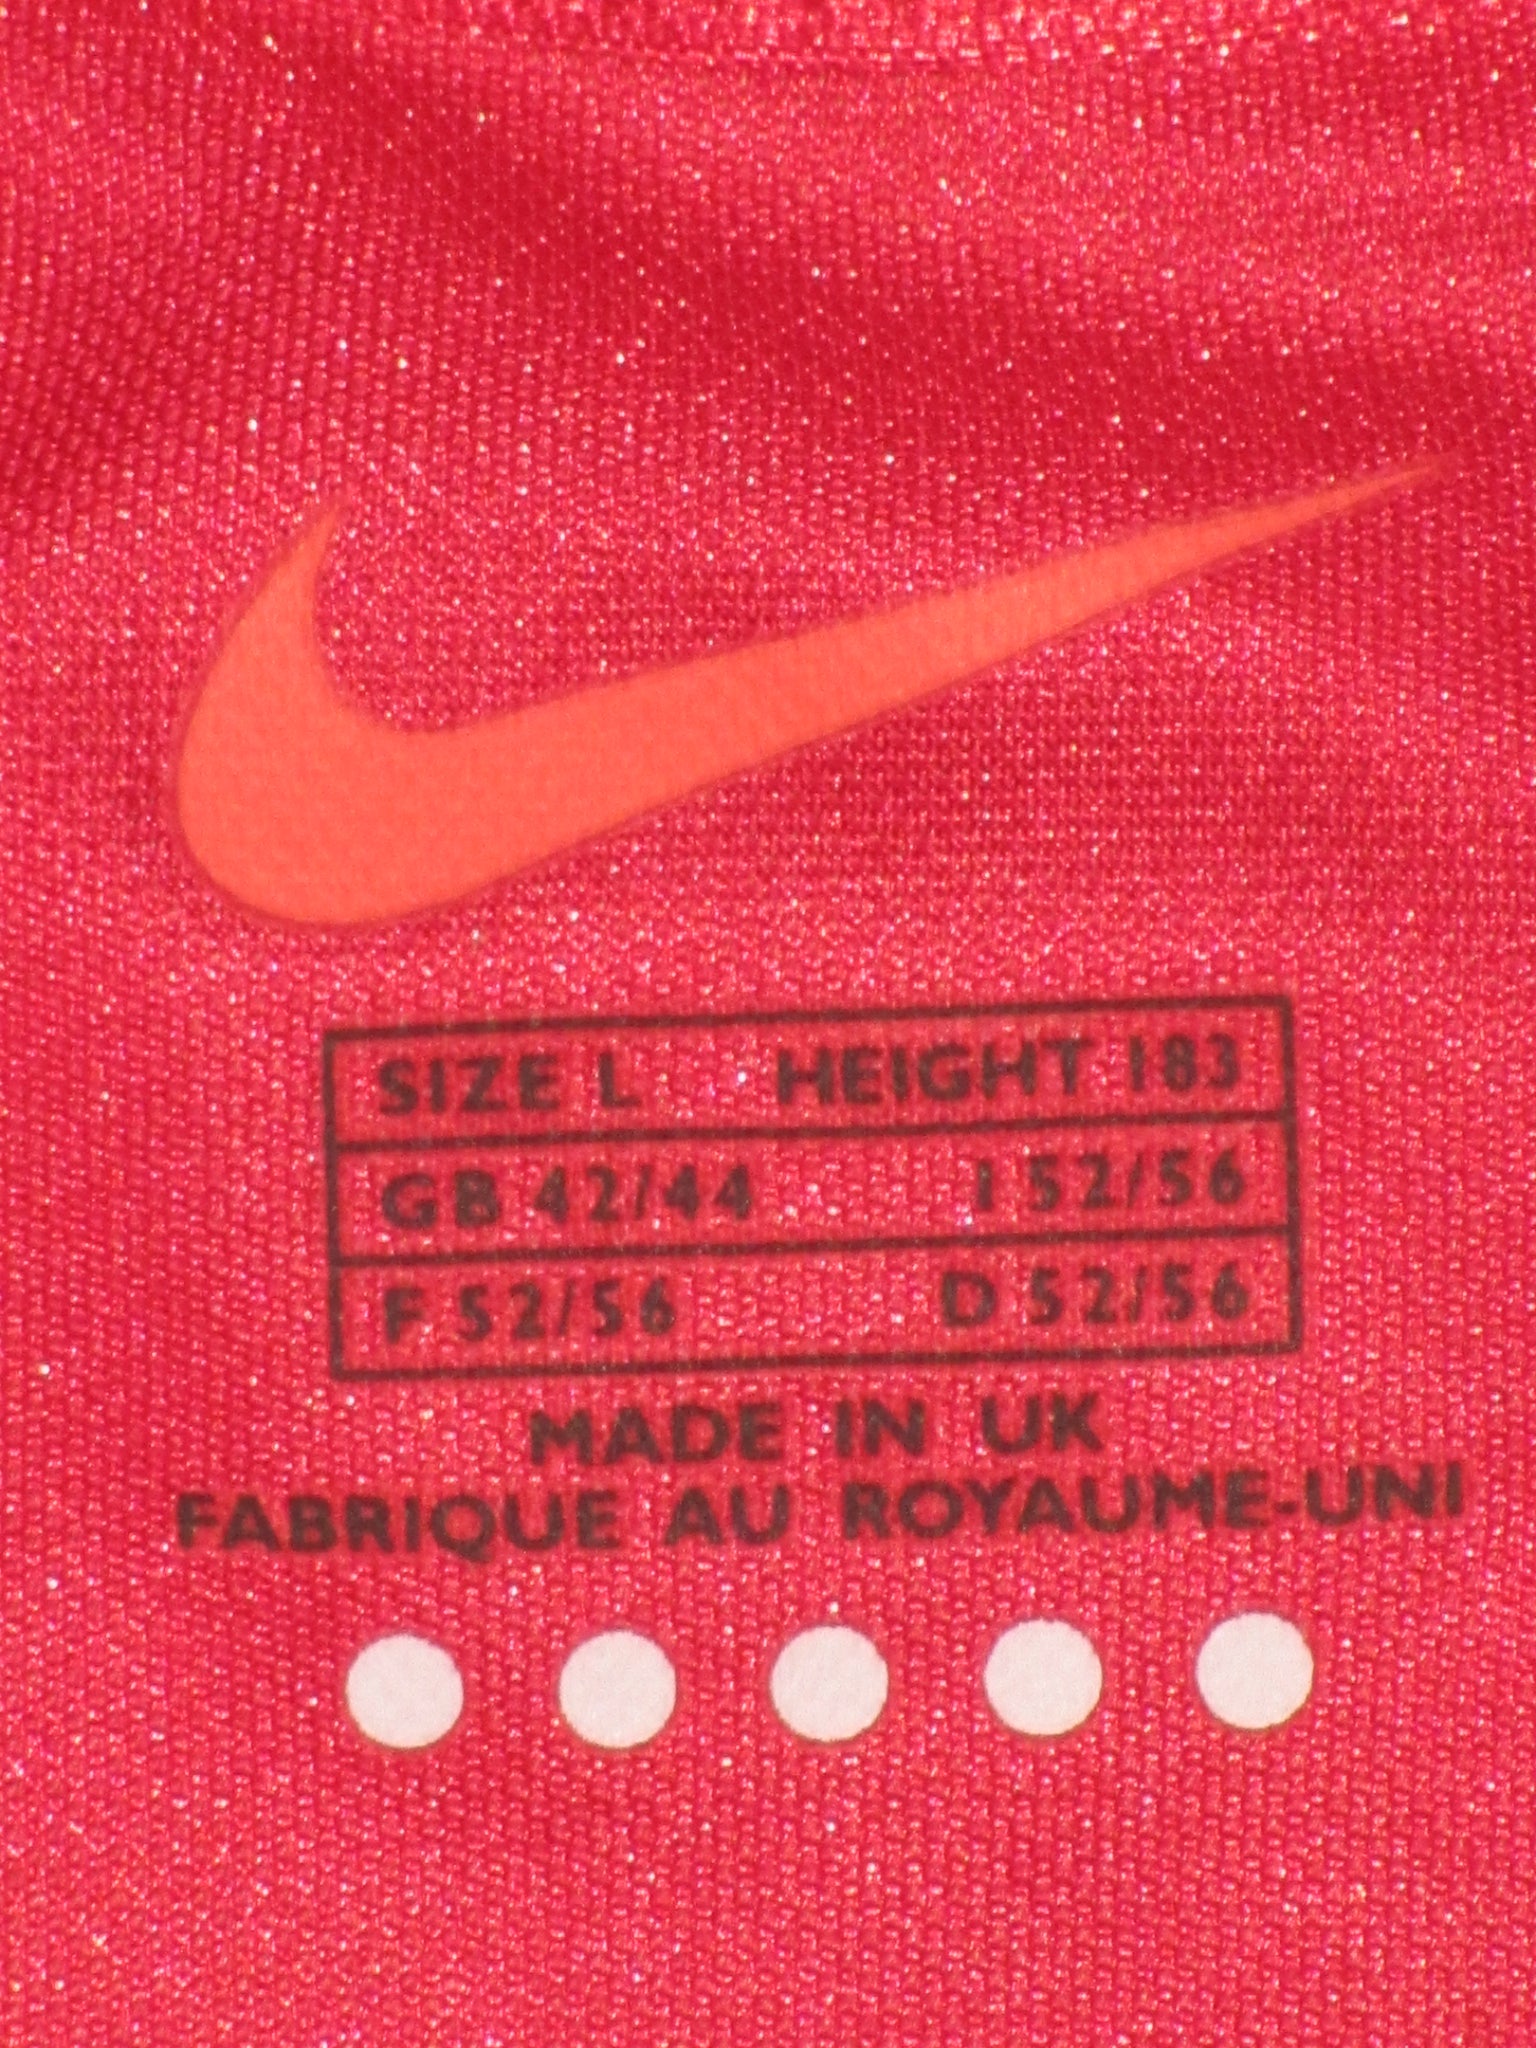 SIZE L HEIGHT 183
GB 42/44 I 52/56
F 52/56 D 52/56
MADE IN UK
FABRIQUE AU ROYAUME-UNI